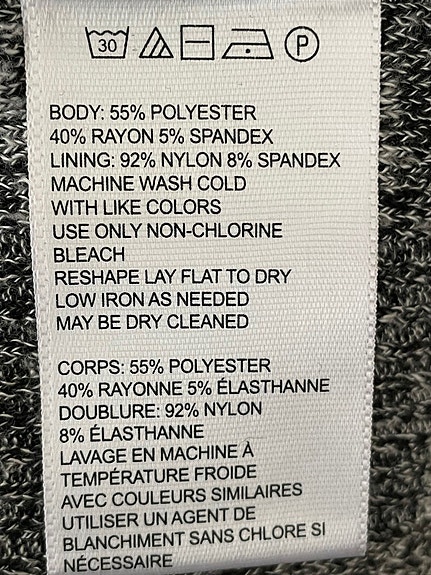 30 P
BODY: 55% POLYESTER
40% RAYON 5% SPANDEX
LINING: 92% NYLON 8% SPANDEX
MACHINE WASH COLD
WITH LIKE COLORS
USE ONLY NON-CHLORINE
BLEACH
RESHAPE LAY FLAT TO DRY
LOW IRON AS NEEDED
MAY BE DRY CLEANED
CORPS: 55% POLYESTER
40% RAYONNE 5% ÉLASTHANNE
DOUBLURE: 92% NYLON
8% ÉLASTHANNE
LAVAGE EN MACHINE À
TEMPÉRATURE FROIDE
AVEC COULEURS SIMILAIRES
UTILISER UN AGENT DE
BLANCHIMENT SANS CHLORE SI
NÉCESSAIRE